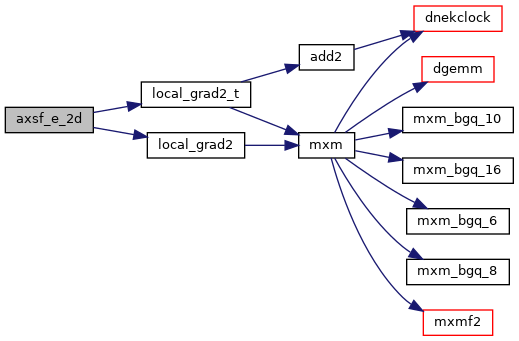 axsf_e_2d
local_grad2_t
local_grad2
add2
mxm
dnekclock
dgemm
mxm_bgq_10
mxm_bgq_16
mxm_bgq_6
mxm_bgq_8
mxmf2